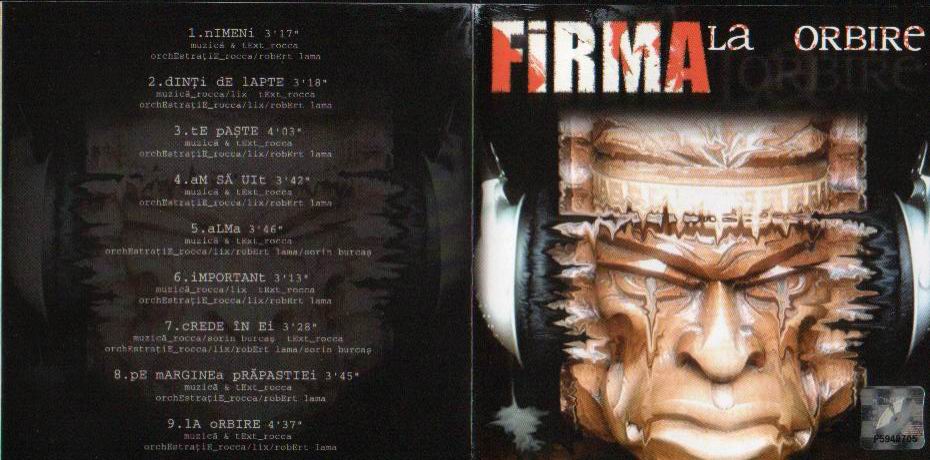 1.nIMENi 3'17"
muzică & tExt_rocca
orchEstrațiE_rocca/lix/robErt lama
2.dINȚi dE lAPTE 3'18"
muzică_rocca/lix tExt_rocca
orchEstrațiE_rocca/lix/robErt lama
3.tE pAȘTE 4'03"
muzică & tExt_rocca
orchEstrațiE_rocca/lix/robErt lama
4.aM SĂ UIt 3'42"
muzică & tExt_rocca
orchEstrațiE_rocca/lix/robErt lama
5.aLMa 3'46"
muzică & tExt_rocca
orchEstrațiE_rocca/lix/robErt lama/sorin burcaș
6.iMPORTANt 3'13"
muzică_rocca/lix tExt_rocca
orchEstrațiE_rocca/lix/robErt lama
7.cREDE ÎN Ei 3'28"
muzică_rocca/sorin burcaș tExt_rocca
orchEstrațiE_rocca/lix/robErt lama/sorin burcaș
8.pE mARGINEa pRĂPASTIEi 3'45"
muzică & tExt_rocca
orchEstrațiE_rocca/robErt lama
9.lA oRBIRE 4'37"
muzică & tExt_rocca
orchEstrațiE_rocca/lix/robErt lama
FiRMA La ORBIRe
ORBIRE
P5940705